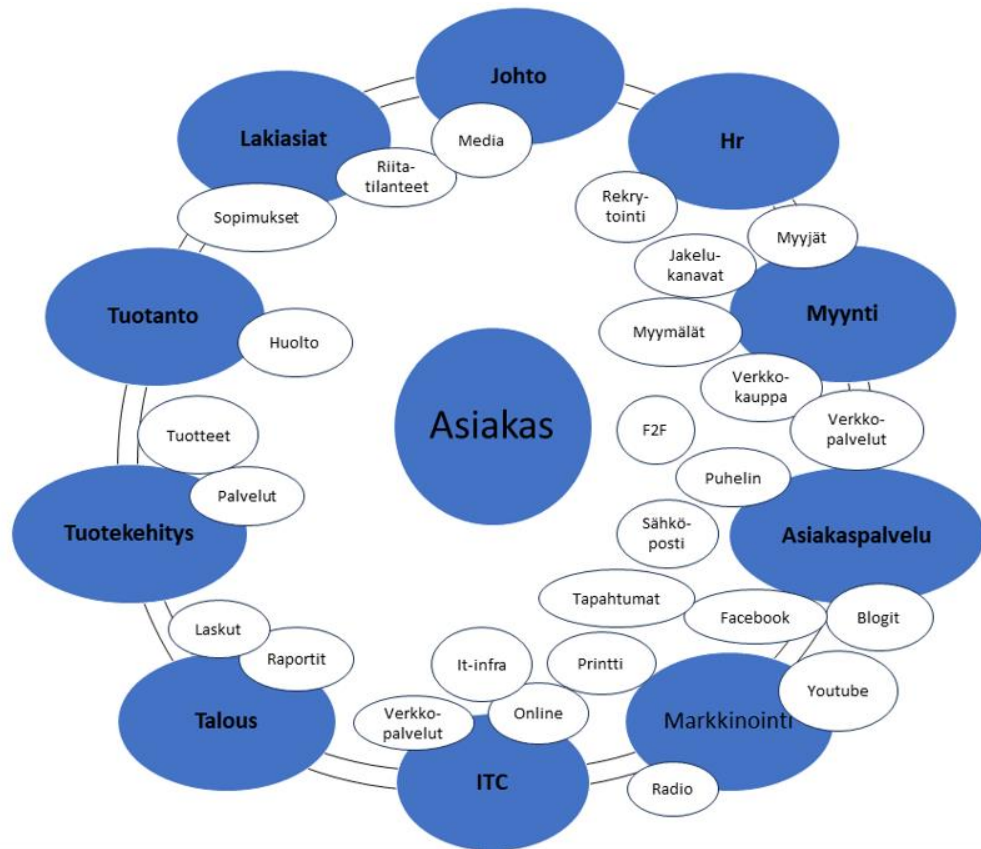 Johto
Lakiasiat
Hr
Media
Riita-
tilanteet
Rekry-
tointi
Sopimukset
Myyjät
Jakelu-
kanavat
Tuotanto
Myynti
Huolto
Myymälät
Verkko-
kauppa
Asiakas
F2F
Verkko-
palvelut
Tuotteet
Puhelin
Palvelut
Tuotekehitys
Sähkö-
posti
Asiakaspalvelu
Tapahtumat
Facebook
Blogit
Laskut
Raportit
It-infra
Printti
Youtube
Talous
Verkko-
palvelut
Online
Markkinointi
ITC
Radio